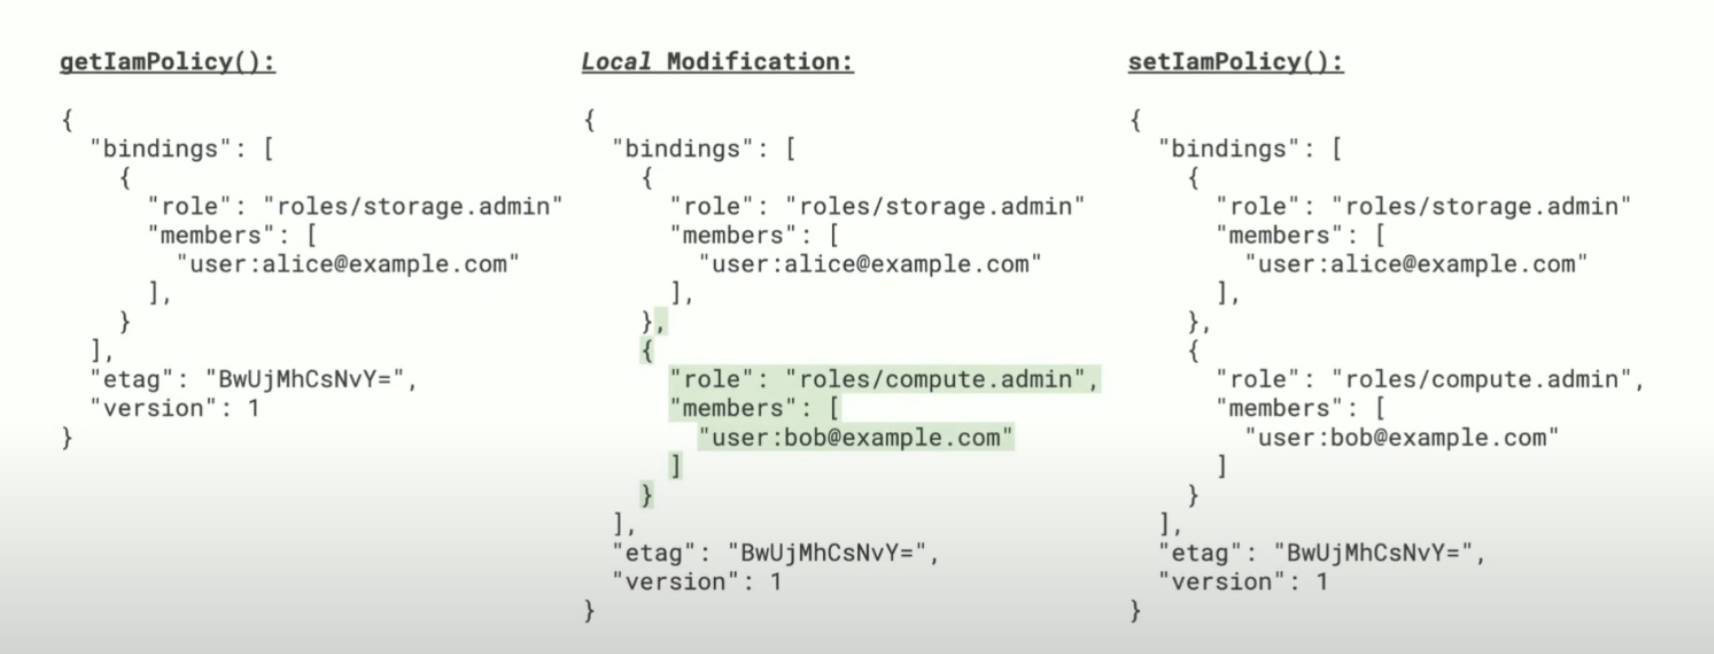 getIamPolicy():
{
  "bindings": [
    {
      "role": "roles/storage.admin"
      "members": [
        "user:alice@example.com"
      ],
    }
  ],
  "etag": "BwUjMhCsNvY=",
  "version": 1
}
Local Modification:
{
  "bindings": [
    {
      "role": "roles/storage.admin"
      "members": [
        "user:alice@example.com"
      ],
    },
    {
      "role": "roles/compute.admin",
      "members": [
        "user:bob@example.com"
      ]
    }
  ],
  "etag": "BwUjMhCsNvY=",
  "version": 1
}
setIamPolicy():
{
  "bindings": [
    {
      "role": "roles/storage.admin"
      "members": [
        "user:alice@example.com"
      ],
    },
    {
      "role": "roles/compute.admin",
      "members": [
        "user:bob@example.com"
      ]
    }
  ],
  "etag": "BwUjMhCsNvY=",
  "version": 1
}